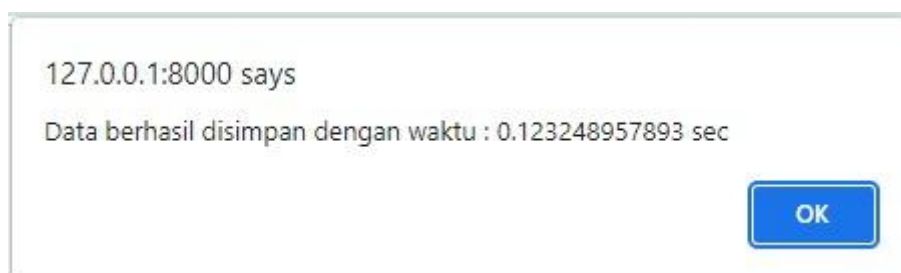 127.0.0.1:8000 says
Data berhasil disimpan dengan waktu : 0.123248957893 sec
OK